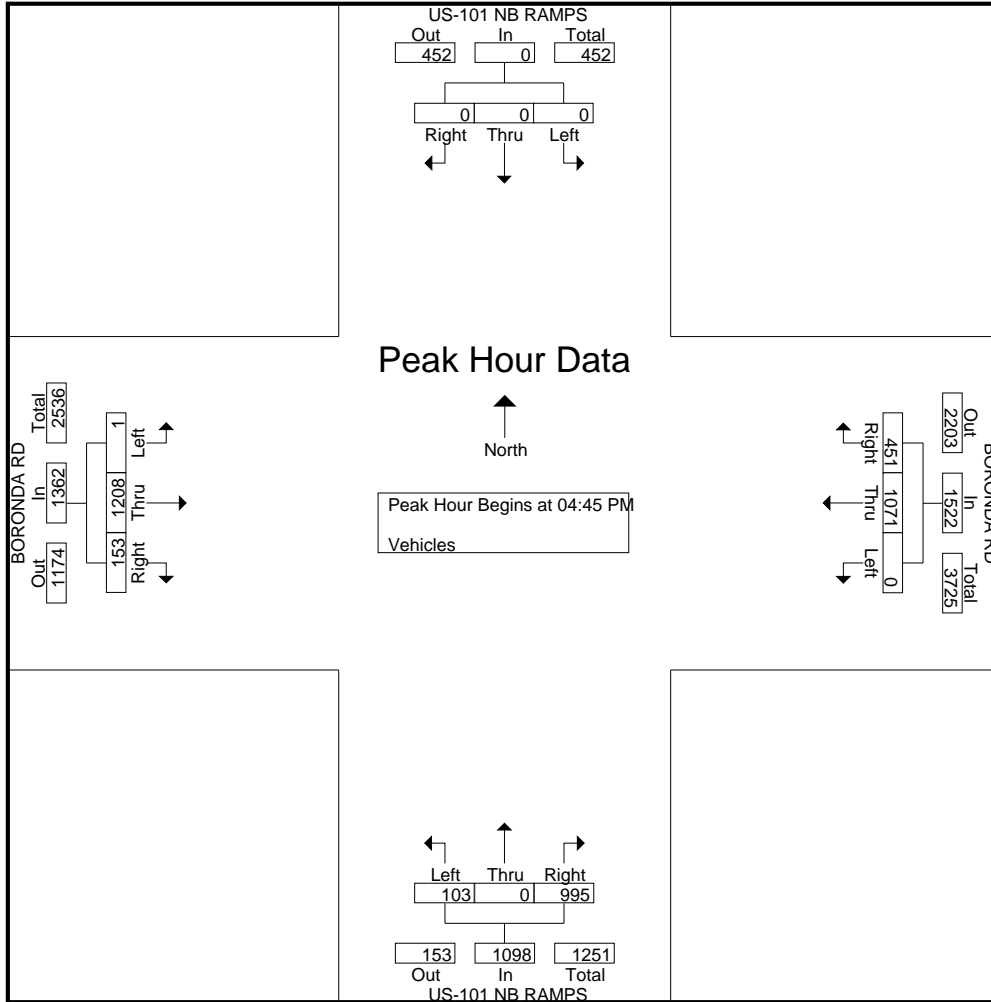 US-101 NB RAMPS
Out In Total
452 0 452
0 0 0
Right Thru Left
Peak Hour Data
North
Peak Hour Begins at 04:45 PM
Vehicles
BORONDA RD
Out In Total
1174 1362 2536
153 1208 1
Right Thru Left
BORONDA RD
Out In Total
2203 1522 3725
451 1071 0
Right Thru Left
Left Thru Right
103 0 995
153 1098 1251
Out In Total
US-101 NB RAMPS